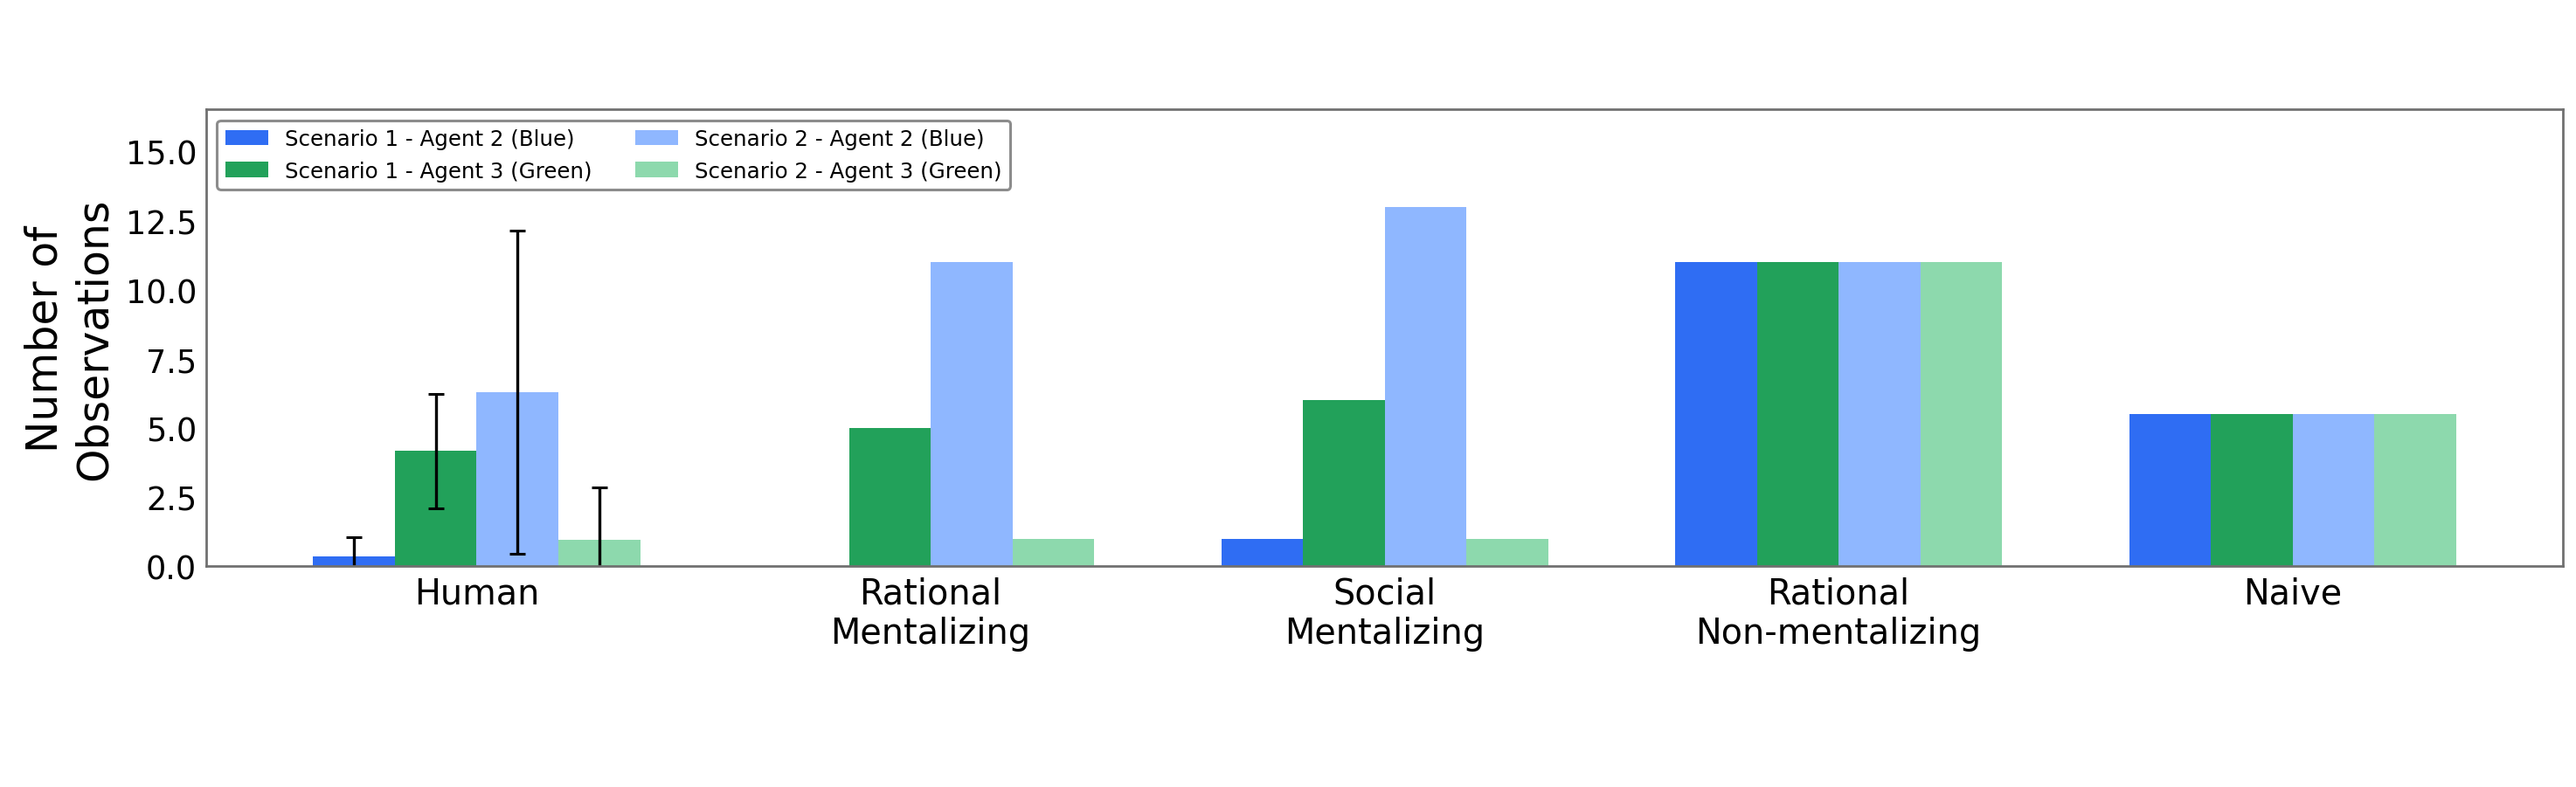 Number of
Observations
15.0
12.5
10.0
7.5
5.0
2.5
0.0
Scenario 1 - Agent 2 (Blue)
Scenario 1 - Agent 3 (Green)
Scenario 2 - Agent 2 (Blue)
Scenario 2 - Agent 3 (Green)
Human
Rational
Mentalizing
Social
Mentalizing
Rational
Non-mentalizing
Naive